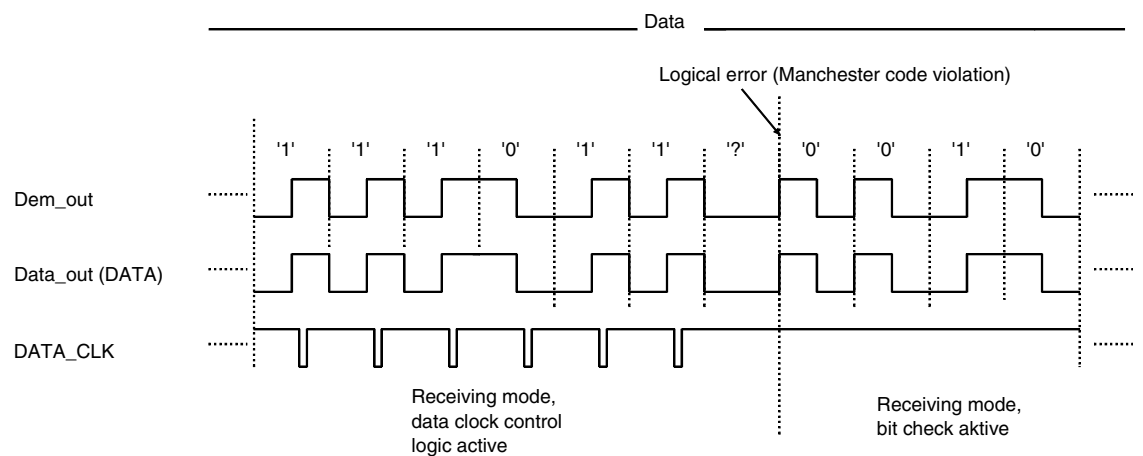 Data
Logical error (Manchester code violation)
'1' '1' '1' '0' '1' '1' '?' '0' '0' '1' '0'
Dem_out
Data_out (DATA)
DATA_CLK
Receiving mode,
data clock control
logic active
Receiving mode,
bit check aktive